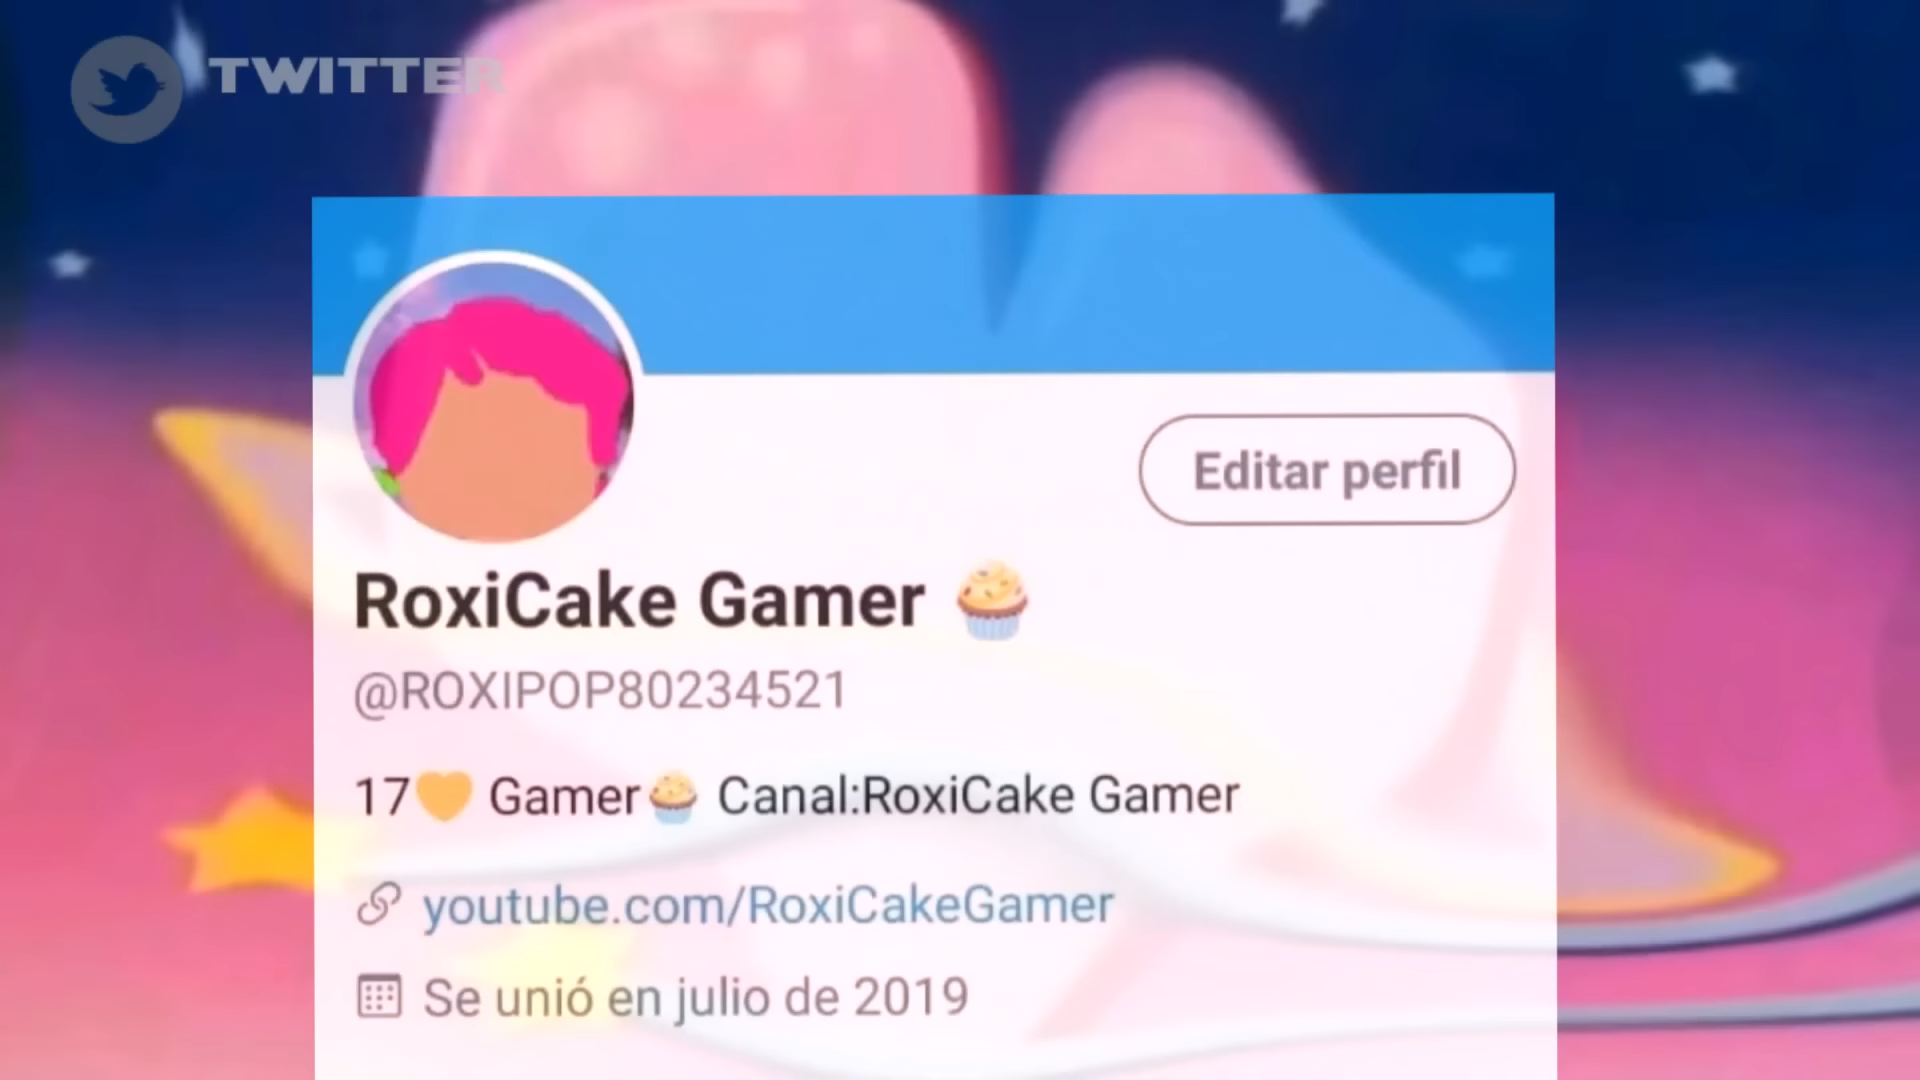 TWITTER
Editar perfil
RoxiCake Gamer 🧁
@ROXIPOP80234521
17🧡 Gamer🧁 Canal:RoxiCake Gamer
youtube.com/RoxiCakeGamer
Se unió en julio de 2019